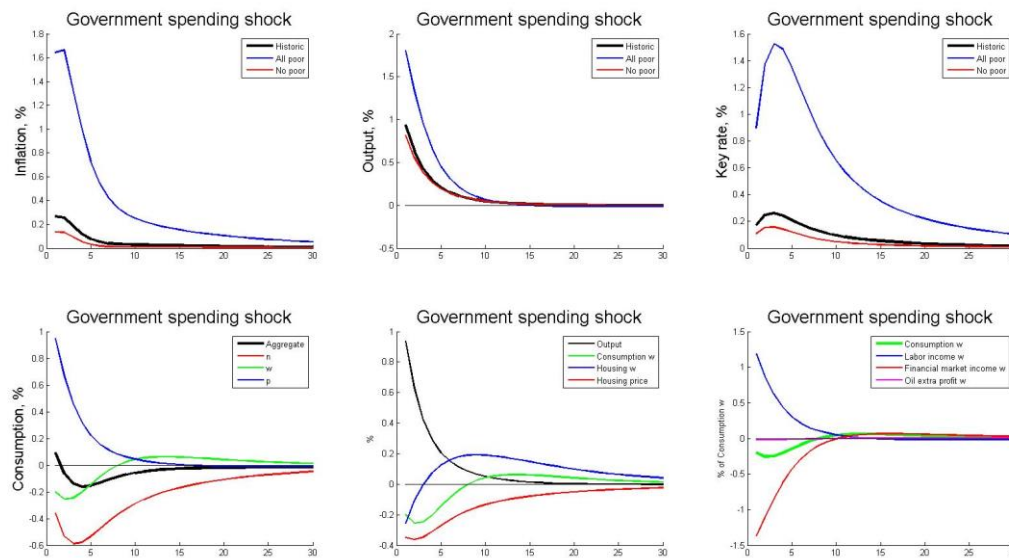 Government spending shock
Inflation, %
1.8
1.6
1.4
1.2
1
0.8
0.6
0.4
0.2
0
0 5 10 15 20 25 30
Historic
All poor
No poor
Government spending shock
Output, %
2
1.5
1
0.5
0
-0.5
0 5 10 15 20 25 30
Historic
All poor
No poor
Government spending shock
Key rate, %
1.6
1.4
1.2
1
0.8
0.6
0.4
0.2
0
0 5 10 15 20 25
Historic
All poor
No poor
Government spending shock
Consumption, %
1
0.8
0.6
0.4
0.2
0
-0.2
-0.4
-0.6
0 5 10 15 20 25 30
Aggregate
n
w
p
Government spending shock
%
1
0.8
0.6
0.4
0.2
0
-0.2
-0.4
0 5 10 15 20 25 30
Output
Consumption w
Housing w
Housing price
Government spending shock
% of Consumption w
1.5
1
0.5
0
-0.5
-1
-1.5
0 5 10 15 20 25
Consumption w
Labor income w
Financial market income w
Oil extra profit w